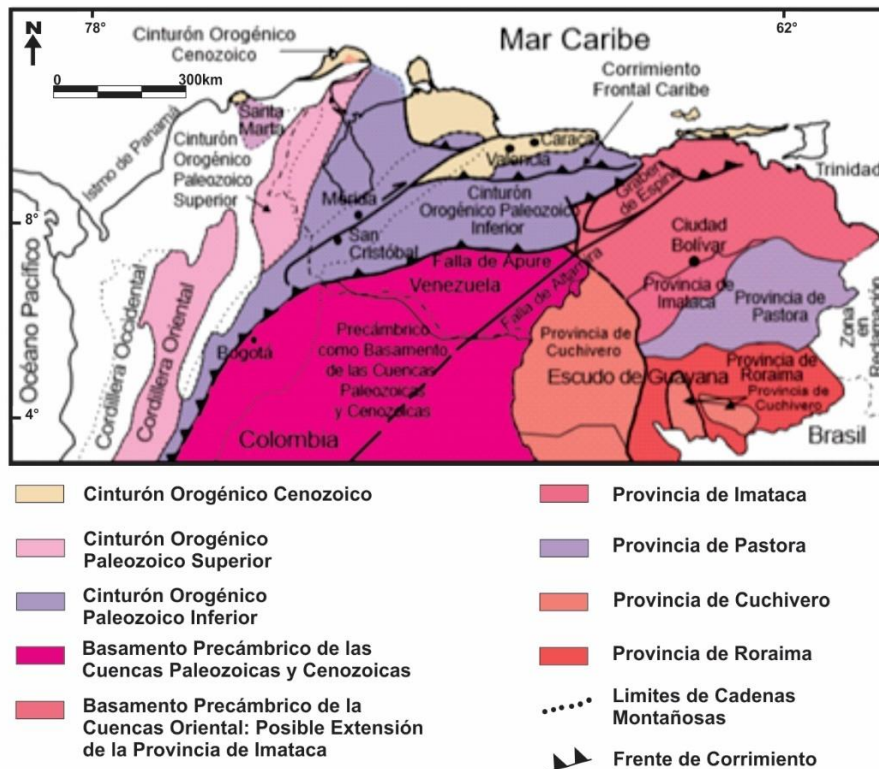 78°
62°
N
Cinturón Orogénico
Cenozoico
Mar Caribe
0
300km
Corrimiento
Frontal Caribe
Santa
Marta
Caraca
Valencia
Istmo de Panamá
Cinturón
Orogénico
Paleozoico
Superior
Trinidad
Graben de Espino
Mérida
Cinturón
Orogénico Paleozoico
Inferior
8°
San
Cristóbal
Ciudad
Bolívar
Falla de Apure
Provincia de
Imataca
Venezuela
Falla de Altamira
Provincia de
Pastora
Zona
en
Reclamación
Océano Pacífico
Cordillera Occidental
Cordillera Oriental
Bogotá
Precámbrico
como Basamento
de las Cuencas
Paleozoicas
y Cenozoicas
Provincia de
Cuchivero
Provincia de
Roraima
Escudo de Guayana
Provincia de
Cuchivero
4°
Colombia
Brasil
Cinturón Orogénico Cenozoico
Cinturón Orogénico
Paleozoico Superior
Cinturón Orogénico
Paleozoico Inferior
Basamento Precámbrico de las
Cuencas Paleozoicas y Cenozoicas
Basamento Precámbrico de la
Cuencas Oriental: Posible Extensión
de la Provincia de Imataca
Provincia de Imataca
Provincia de Pastora
Provincia de Cuchivero
Provincia de Roraima
Limites de Cadenas
Montañosas
Frente de Corrimiento